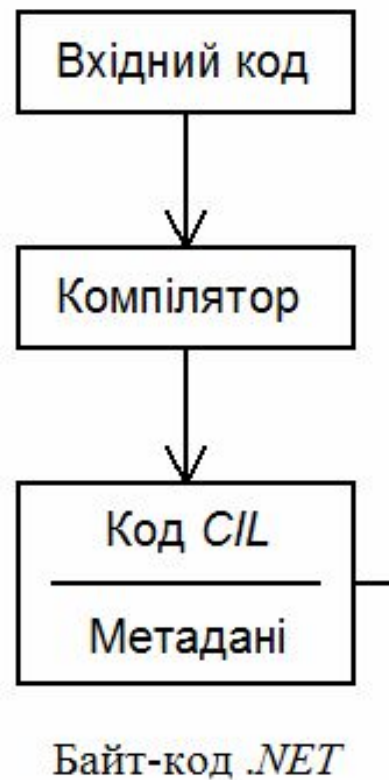 Вхідний код
Компілятор
Код CIL
Метадані
Байт-код .NET